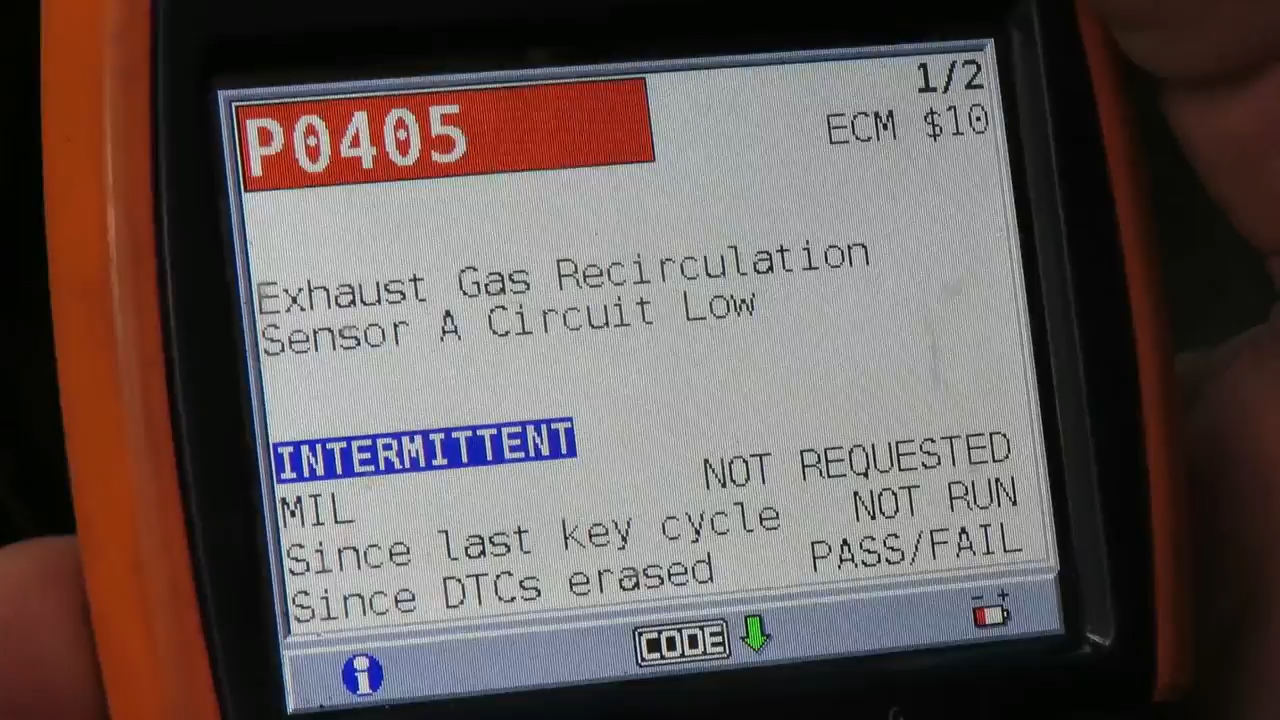 P0405
1/2
ECM $10
Exhaust Gas Recirculation
Sensor A Circuit Low
INTERMITTENT
MIL NOT REQUESTED
Since last key cycle NOT RUN
Since DTCs erased PASS/FAIL
i CODE - +